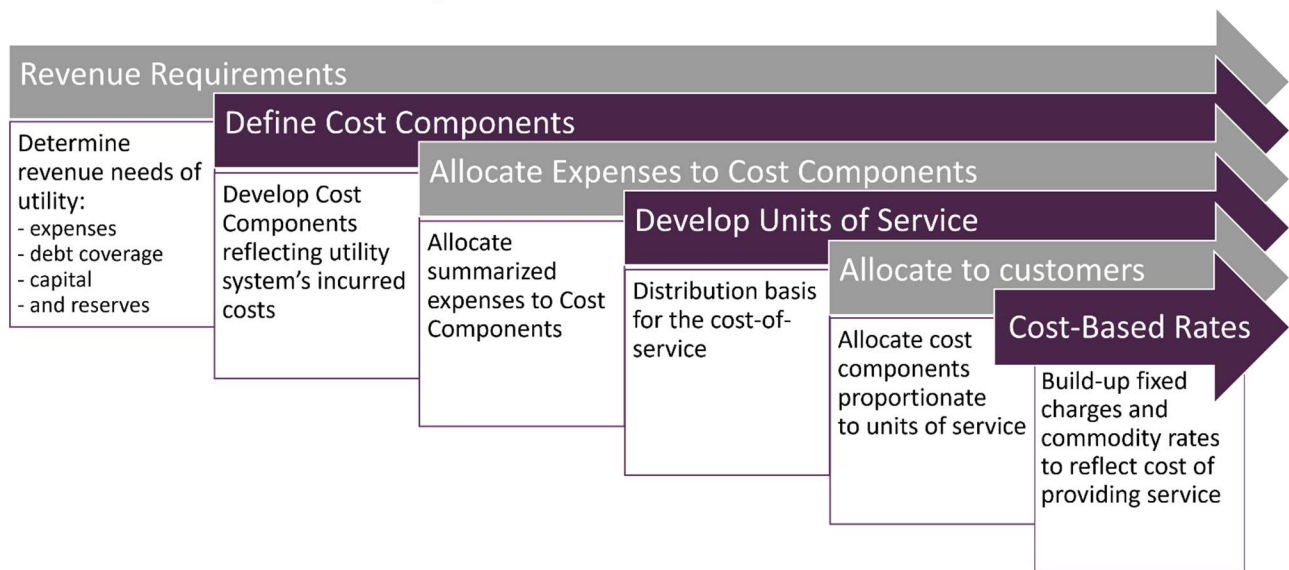 Revenue Requirements
Determine
revenue needs of
utility:
- expenses
- debt coverage
- capital
- and reserves
Define Cost Components
Develop Cost
Components
reflecting utility
system’s incurred
costs
Allocate Expenses to Cost Components
Allocate
summarized
expenses to Cost
Components
Develop Units of Service
Distribution basis
for the cost-of-
service
Allocate to customers
Allocate cost
components
proportionate
to units of service
Cost-Based Rates
Build-up fixed
charges and
commodity rates
to reflect cost of
providing service